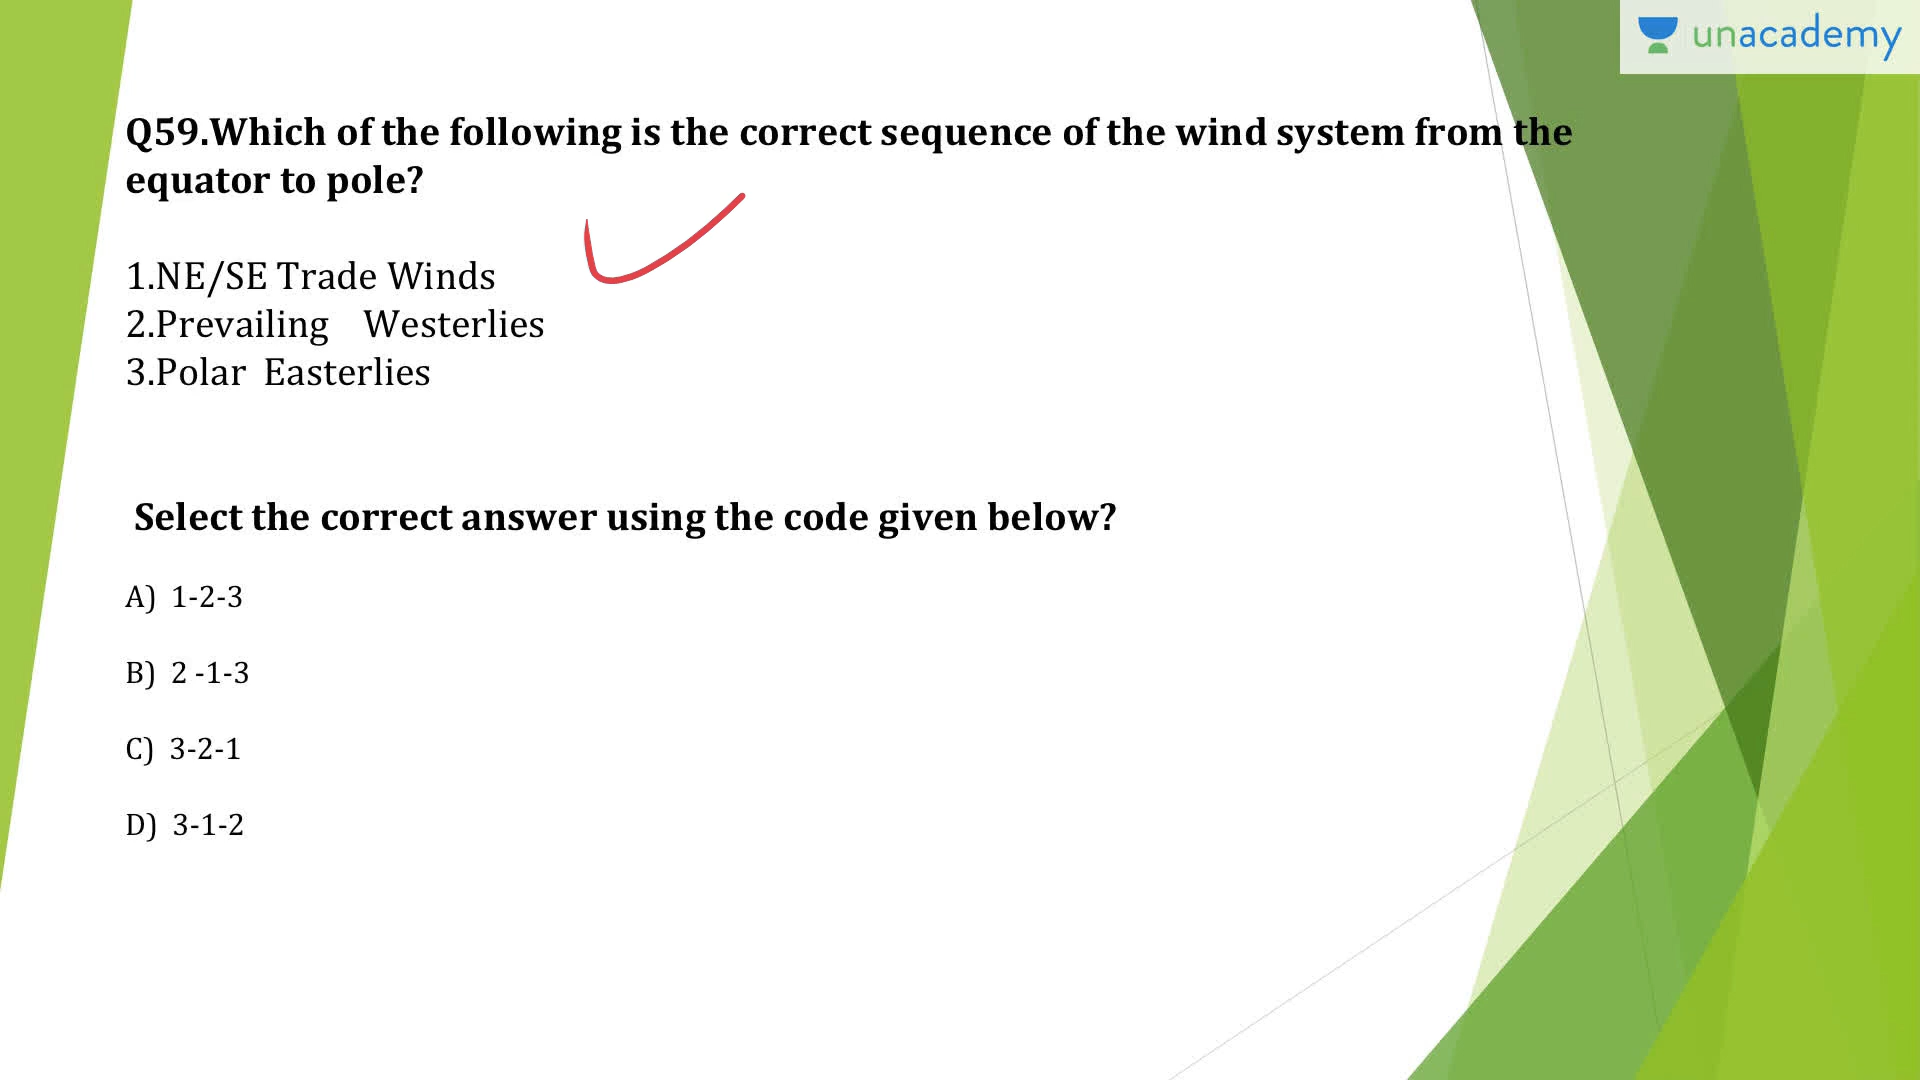 unacademy
Q59.Which of the following is the correct sequence of the wind system from the
equator to pole?
1.NE/SE Trade Winds
2.Prevailing Westerlies
3.Polar Easterlies
Select the correct answer using the code given below?
A) 1-2-3
B) 2 -1-3
C) 3-2-1
D) 3-1-2